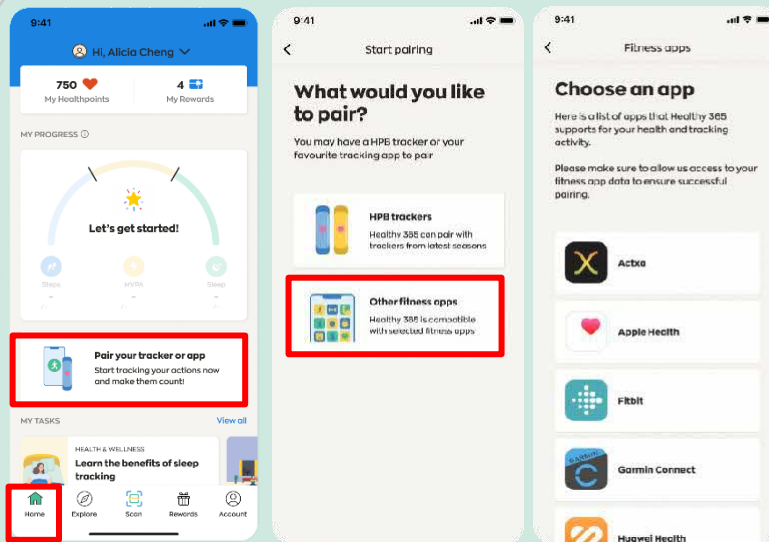 9:41
Hi, Alicia Cheng
750
My Healthpoints
4
My Rewards
MY PROGRESS
Let's get started!
Steps
MVPA
Sleep
-
-
-
Pair your tracker or app
Start tracking your actions now
and make them count!
MY TASKS
View all
HEALTH & WELLNESS
Learn the benefits of sleep
tracking
Home
Explore
Scan
Rewards
Account
9:41
Start pairing
What would you like
to pair?
You may have a HPB tracker or your
favourite tracking app to pair
HPB trackers
Healthy 365 can pair with
trackers from latest seasons
Other fitness apps
Healthy 365 is compatible
with selected fitness apps
9:41
Fitness apps
Choose an app
Here is a list of apps that Healthy 365
supports for your health and tracking
activity.
Please make sure to allow us access to your
fitness app data to ensure successful
pairing.
Actxa
Apple Health
Fitbit
GARMIN
Garmin Connect
Huawei Health